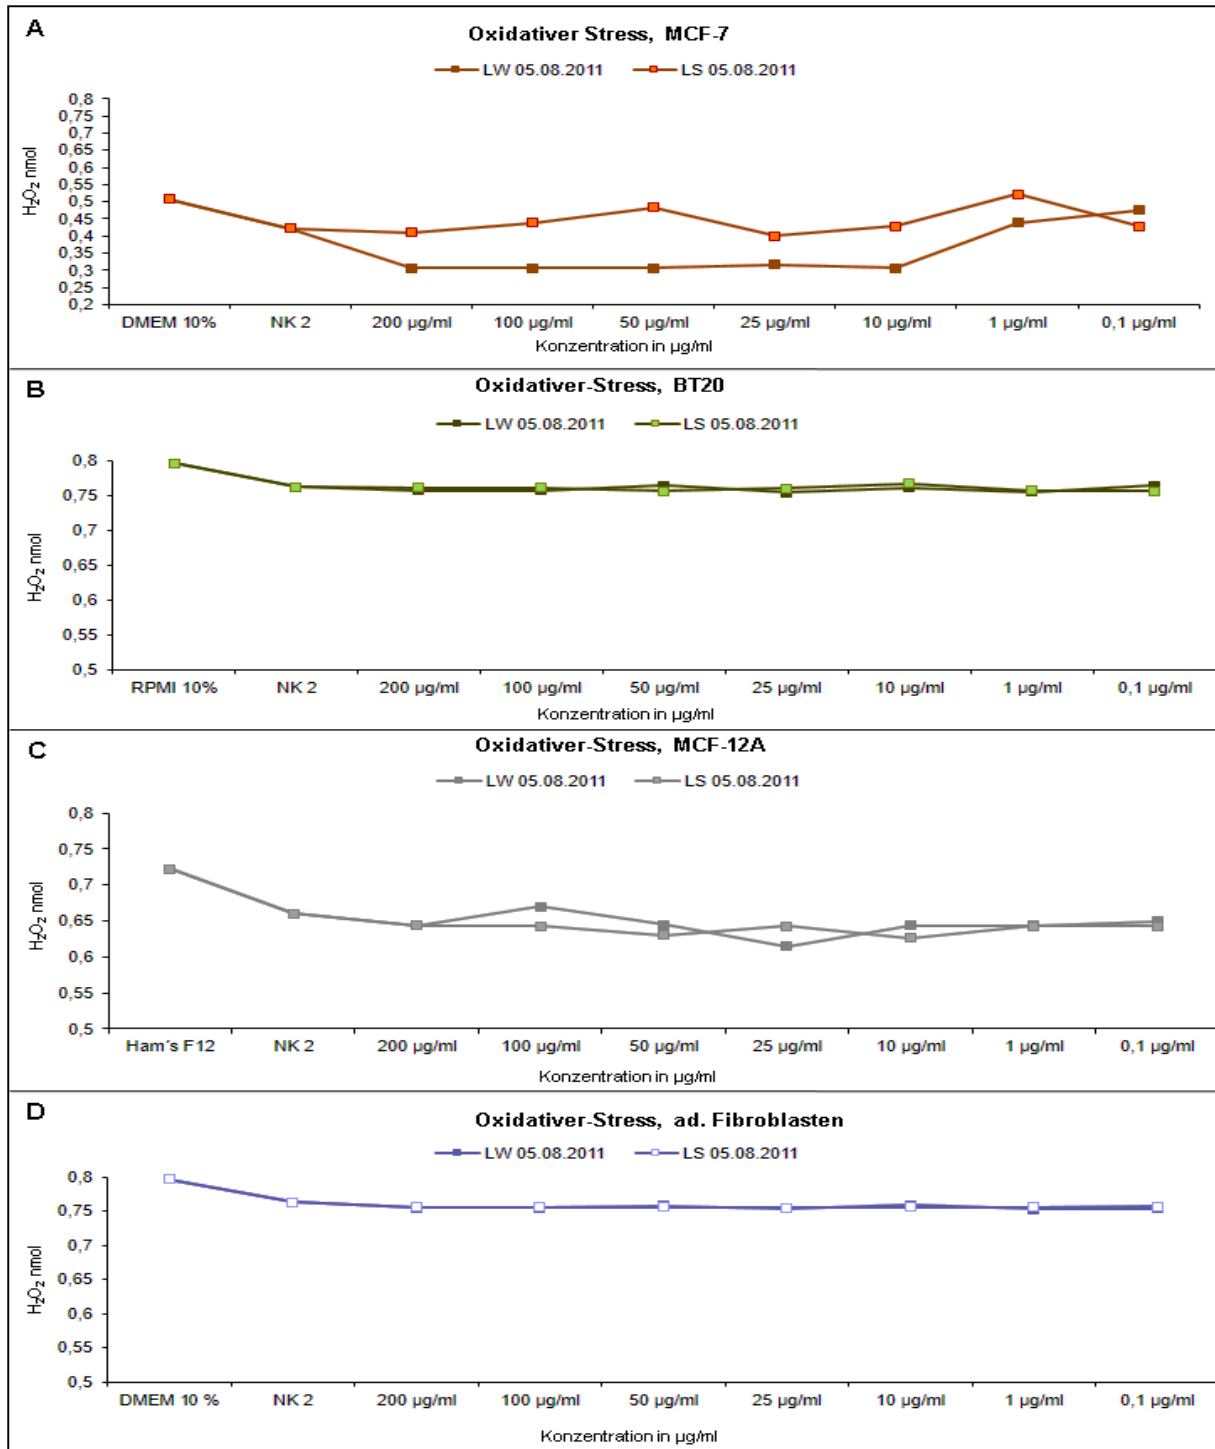 A
Oxidativer Stress, MCF-7
LW 05.08.2011 LS 05.08.2011
H₂O₂ nmol
0,8
0,75
0,7
0,65
0,6
0,55
0,5
0,45
0,4
0,35
0,3
0,25
0,2
DMEM 10% NK 2 200 µg/ml 100 µg/ml 50 µg/ml 25 µg/ml 10 µg/ml 1 µg/ml 0,1 µg/ml
Konzentration in µg/ml
B
Oxidativer-Stress, BT20
LW 05.08.2011 LS 05.08.2011
H₂O₂ nmol
0,8
0,75
0,7
0,65
0,6
0,55
0,5
RPMI 10% NK 2 200 µg/ml 100 µg/ml 50 µg/ml 25 µg/ml 10 µg/ml 1 µg/ml 0,1 µg/ml
Konzentration in µg/ml
C
Oxidativer-Stress, MCF-12A
LW 05.08.2011 LS 05.08.2011
H₂O₂ nmol
0,8
0,75
0,7
0,65
0,6
0,55
0,5
Ham´s F12 NK 2 200 µg/ml 100 µg/ml 50 µg/ml 25 µg/ml 10 µg/ml 1 µg/ml 0,1 µg/ml
Konzentration in µg/ml
D
Oxidativer-Stress, ad. Fibroblasten
LW 05.08.2011 LS 05.08.2011
H₂O₂ nmol
0,8
0,75
0,7
0,65
0,6
0,55
0,5
DMEM 10 % NK 2 200 µg/ml 100 µg/ml 50 µg/ml 25 µg/ml 10 µg/ml 1 µg/ml 0,1 µg/ml
Konzentration in µg/ml